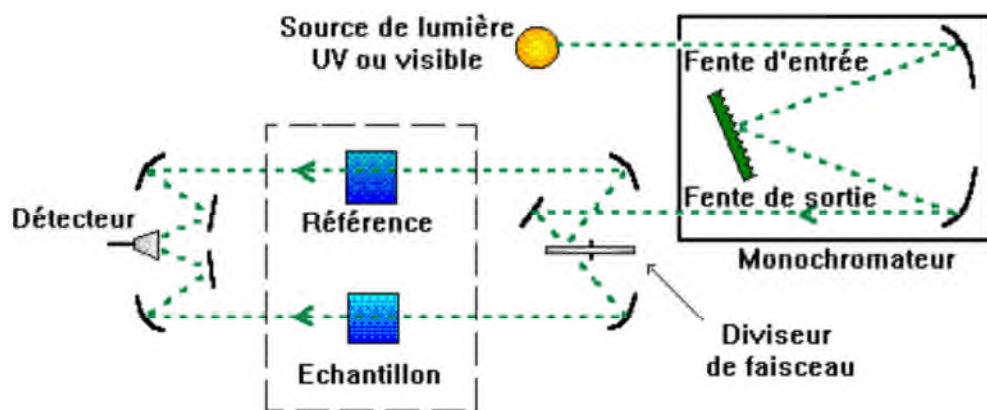 Source de lumière
UV ou visible
Fente d'entrée
Fente de sortie
Monochromateur
Détecteur
Référence
Echantillon
Diviseur
de faisceau